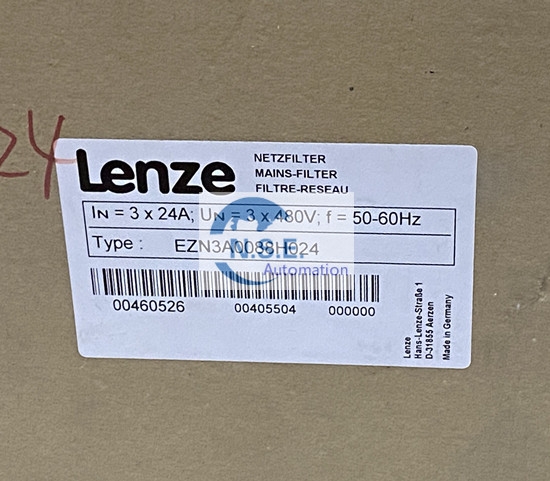 24
Lenze
NETZFILTER
MAINS-FILTER
FILTRE-RESEAU
IN = 3 x 24A; UN = 3 x 480V; f = 50-60Hz
Type : EZN3A0088H024
N.S.E.
Automation
00460526 00405504 000000
Lenze
Hans-Lenze-Straße 1
D-31855 Aerzen
Made in Germany